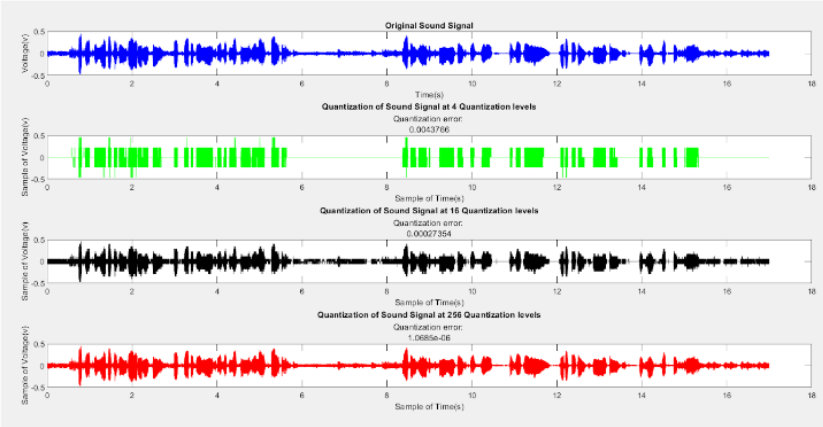 Original Sound Signal
Voltage(v)
0.5
0
-0.5
0 2 4 6 8 10 12 14 16 18
Time(s)
Quantization of Sound Signal at 4 Quantization levels
Quantization error:
0.0043766
Sample of Voltage(v)
0.5
0
-0.5
0 2 4 6 8 10 12 14 16 18
Sample of Time(s)
Quantization of Sound Signal at 16 Quantization levels
Quantization error:
0.00027354
Sample of Voltage(v)
0.5
0
-0.5
0 2 4 6 8 10 12 14 16 18
Sample of Time(s)
Quantization of Sound Signal at 256 Quantization levels
Quantization error:
1.0685e-06
Sample of Voltage(v)
0.5
0
-0.5
0 2 4 6 8 10 12 14 16 18
Sample of Time(s)